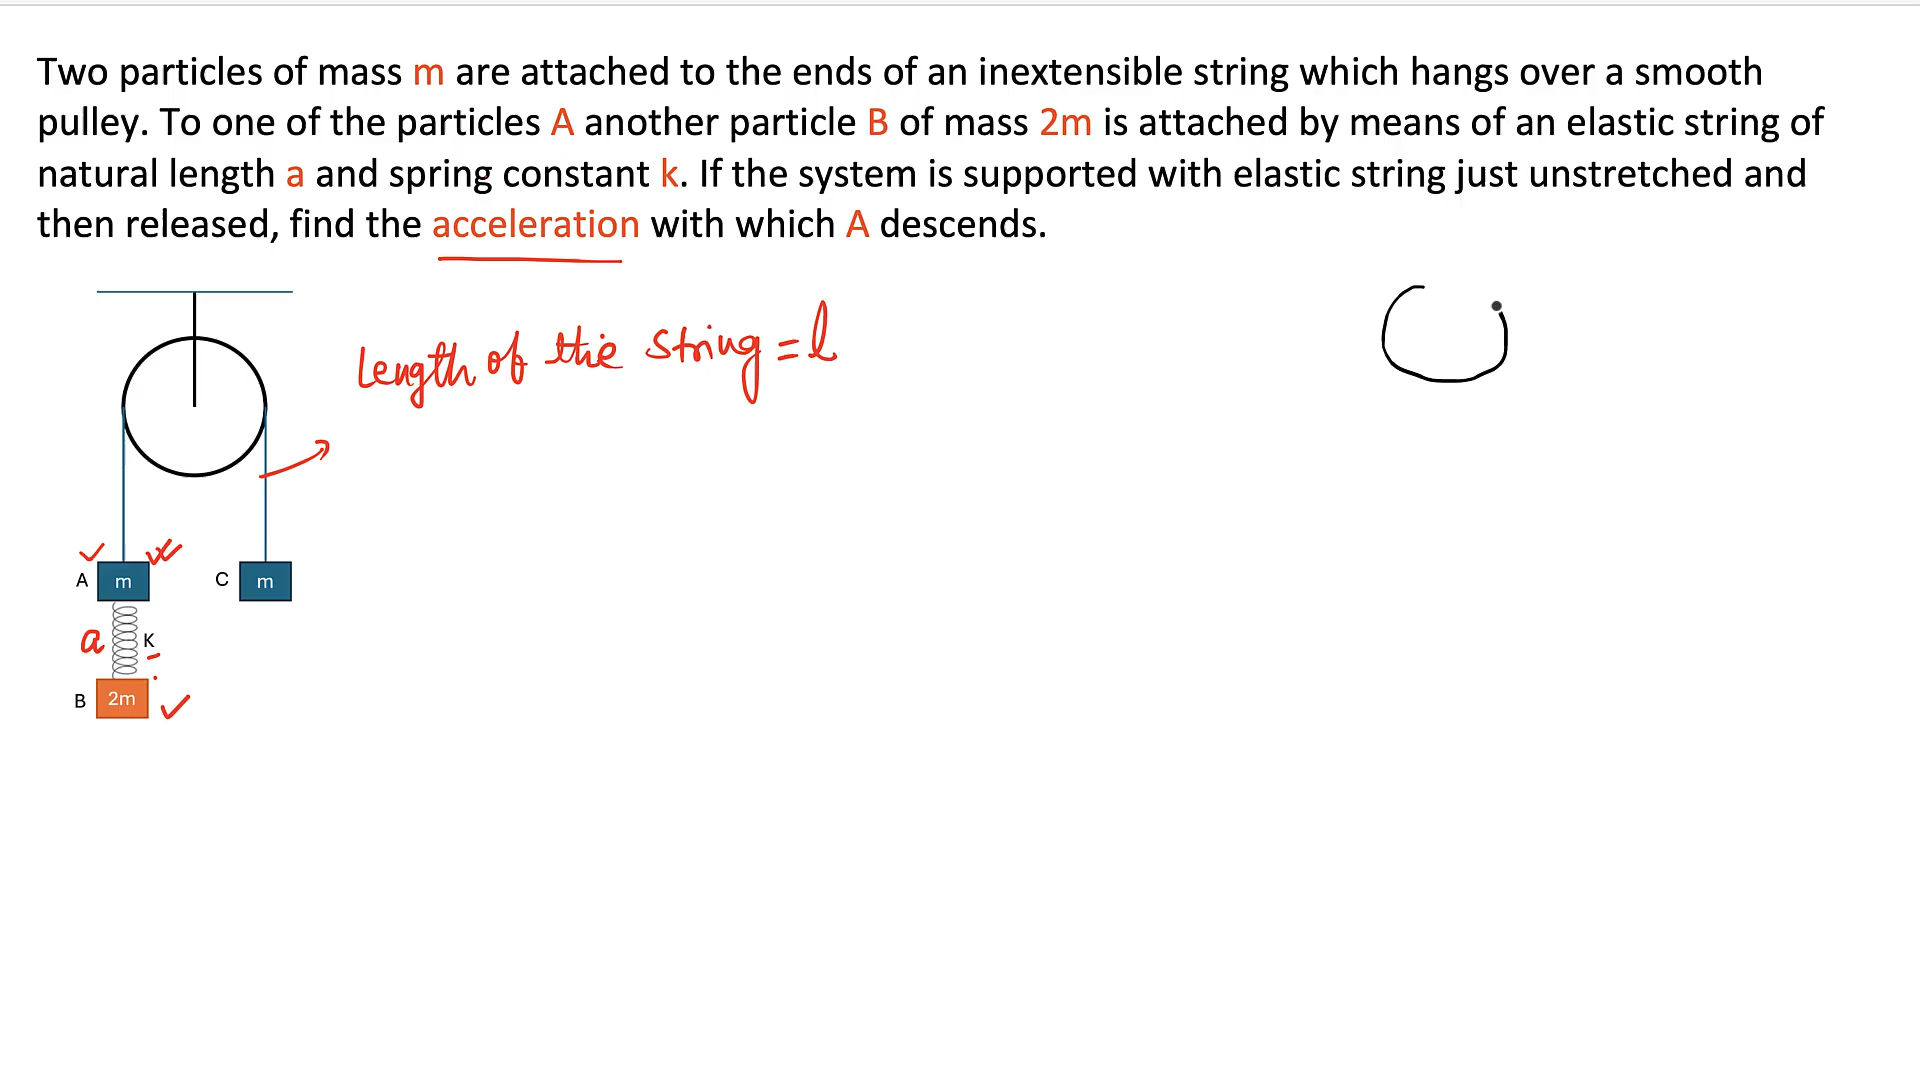 Two particles of mass m are attached to the ends of an inextensible string which hangs over a smooth
pulley. To one of the particles A another particle B of mass 2m is attached by means of an elastic string of
natural length a and spring constant k. If the system is supported with elastic string just unstretched and
then released, find the acceleration with which A descends.
Length of the string = l
A m C m
a K
B 2m